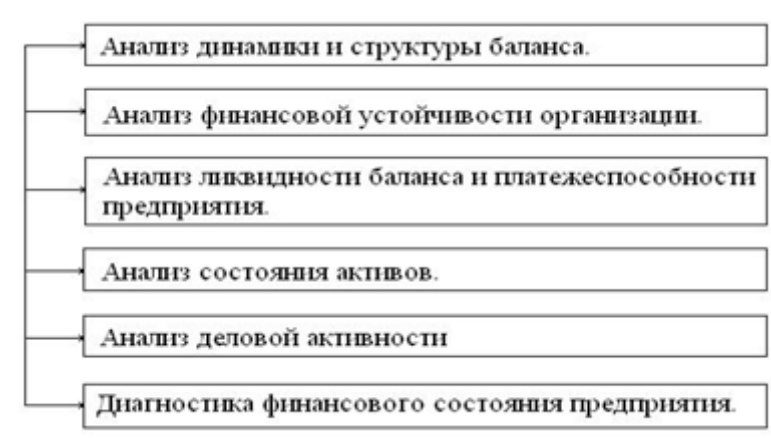 Анализ динамики и структуры баланса.
Анализ финансовой устойчивости организации.
Анализ ликвидности баланса и платежеспособности
предприятия.
Анализ состояния активов.
Анализ деловой активности
Диагностика финансового состояния предприятия.